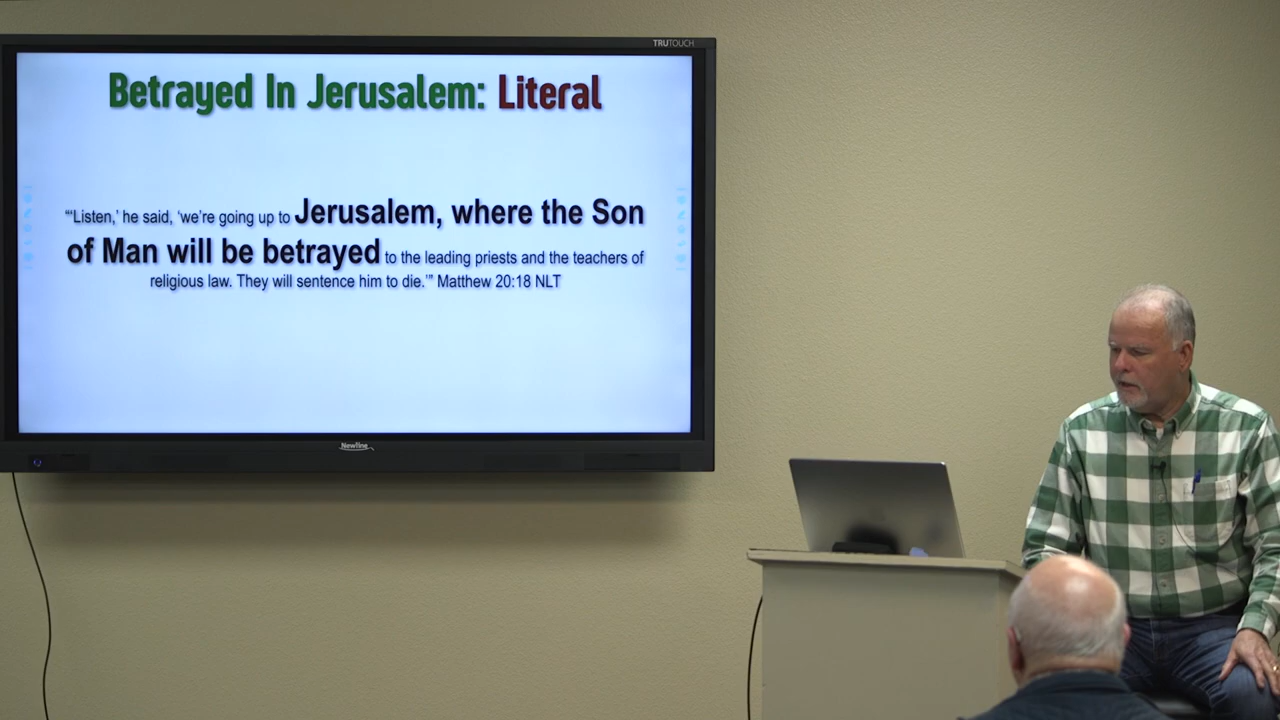 TRUTOUCH
Betrayed In Jerusalem: Literal
“‘Listen,’ he said, ‘we’re going up to Jerusalem, where the Son
of Man will be betrayed to the leading priests and the teachers of
religious law. They will sentence him to die.’” Matthew 20:18 NLT
Newline